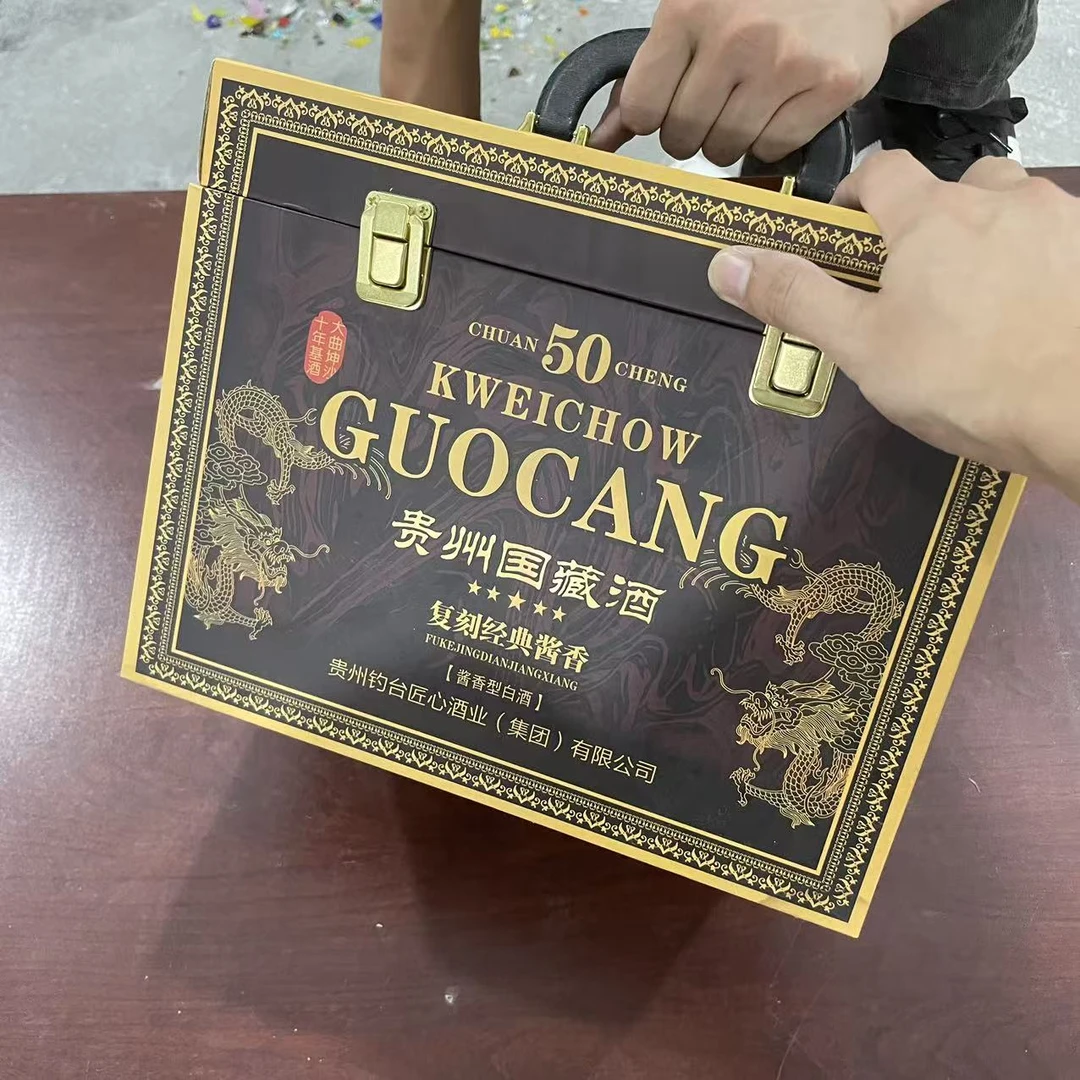 大曲坤沙
十年基酒
CHUAN 50 CHENG
KWEICHOW
GUOCANG
贵州国藏酒
复刻经典酱香
FUKEJINGDIANJIANGXIANG
【酱香型白酒】
贵州钓台匠心酒业（集团）有限公司